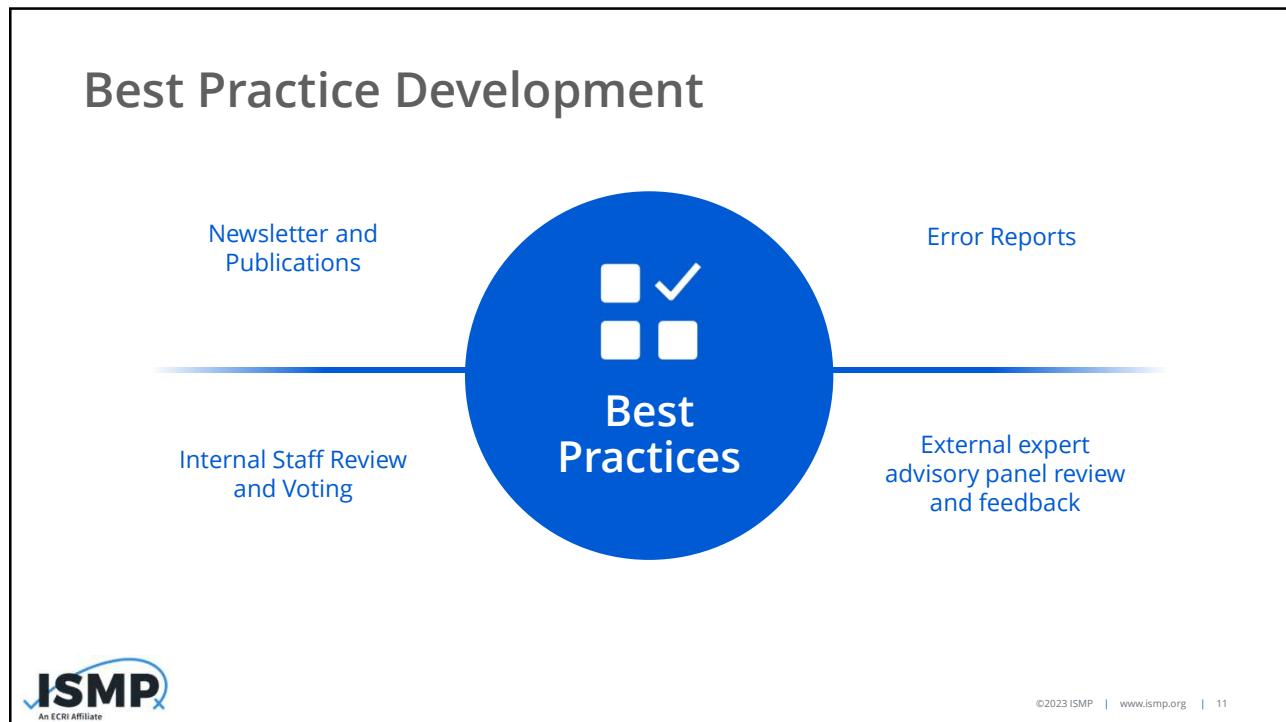 Best Practice Development
Newsletter and
Publications
Error Reports
Best
Practices
Internal Staff Review
and Voting
External expert
advisory panel review
and feedback
ISMP
An ECRI Affiliate
©2023 ISMP | www.ismp.org | 11